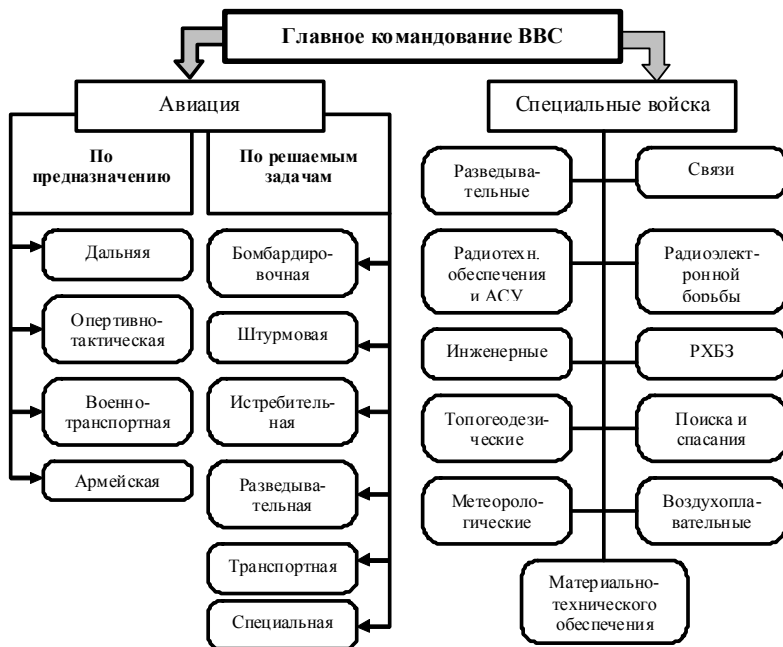 Главное командование ВВС
Авиация
По
предназначению
По решаемым
задачам
Дальняя
Опертивно-
тактическая
Военно-
транспортная
Армейская
Бомбардиро-
вочная
Штурмовая
Истребитель-
ная
Разведыва-
тельная
Транспортная
Специальная
Специальные войска
Разведыва-
тельные
Связи
Радиотехн.
обеспечения
и АСУ
Радиоэлект-
ронной
борьбы
Инженерные
РХБЗ
Топогеодези-
ческие
Поиска и
спасания
Метеороло-
гические
Воздухопла-
вательные
Материально-
технического
обеспечения